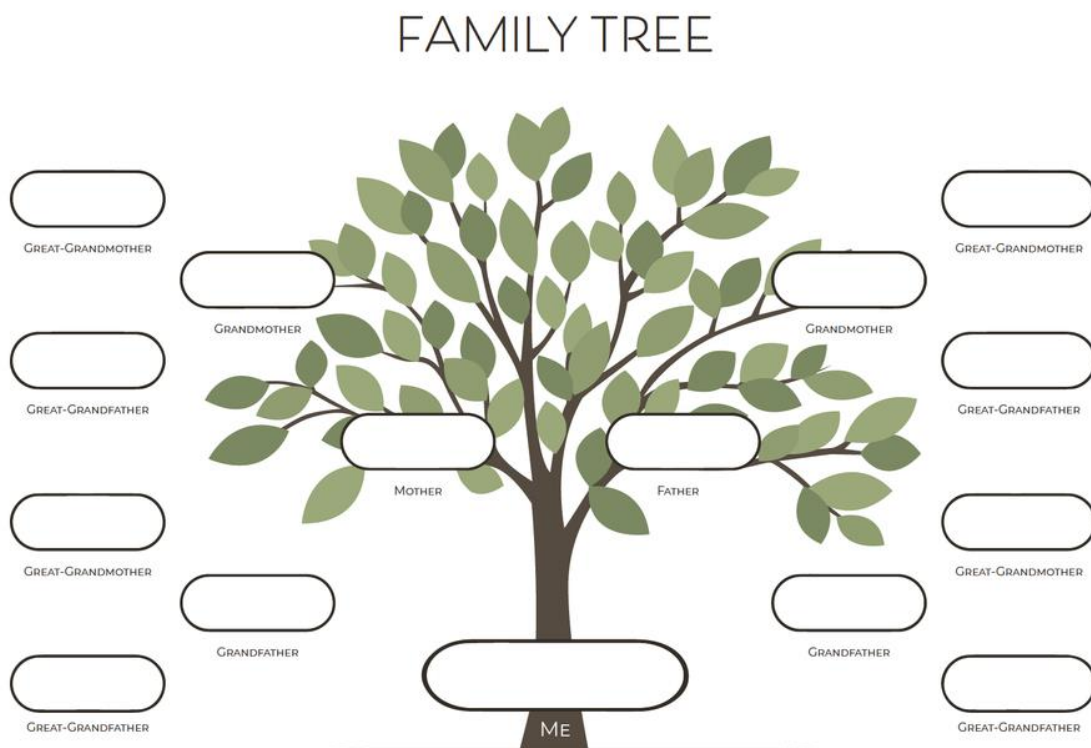 FAMILY TREE
GREAT-GRANDMOTHER
GREAT-GRANDMOTHER
GRANDMOTHER
GRANDMOTHER
GREAT-GRANDFATHER
GREAT-GRANDFATHER
MOTHER
FATHER
GREAT-GRANDMOTHER
GREAT-GRANDMOTHER
GRANDFATHER
GRANDFATHER
GREAT-GRANDFATHER
GREAT-GRANDFATHER
ME